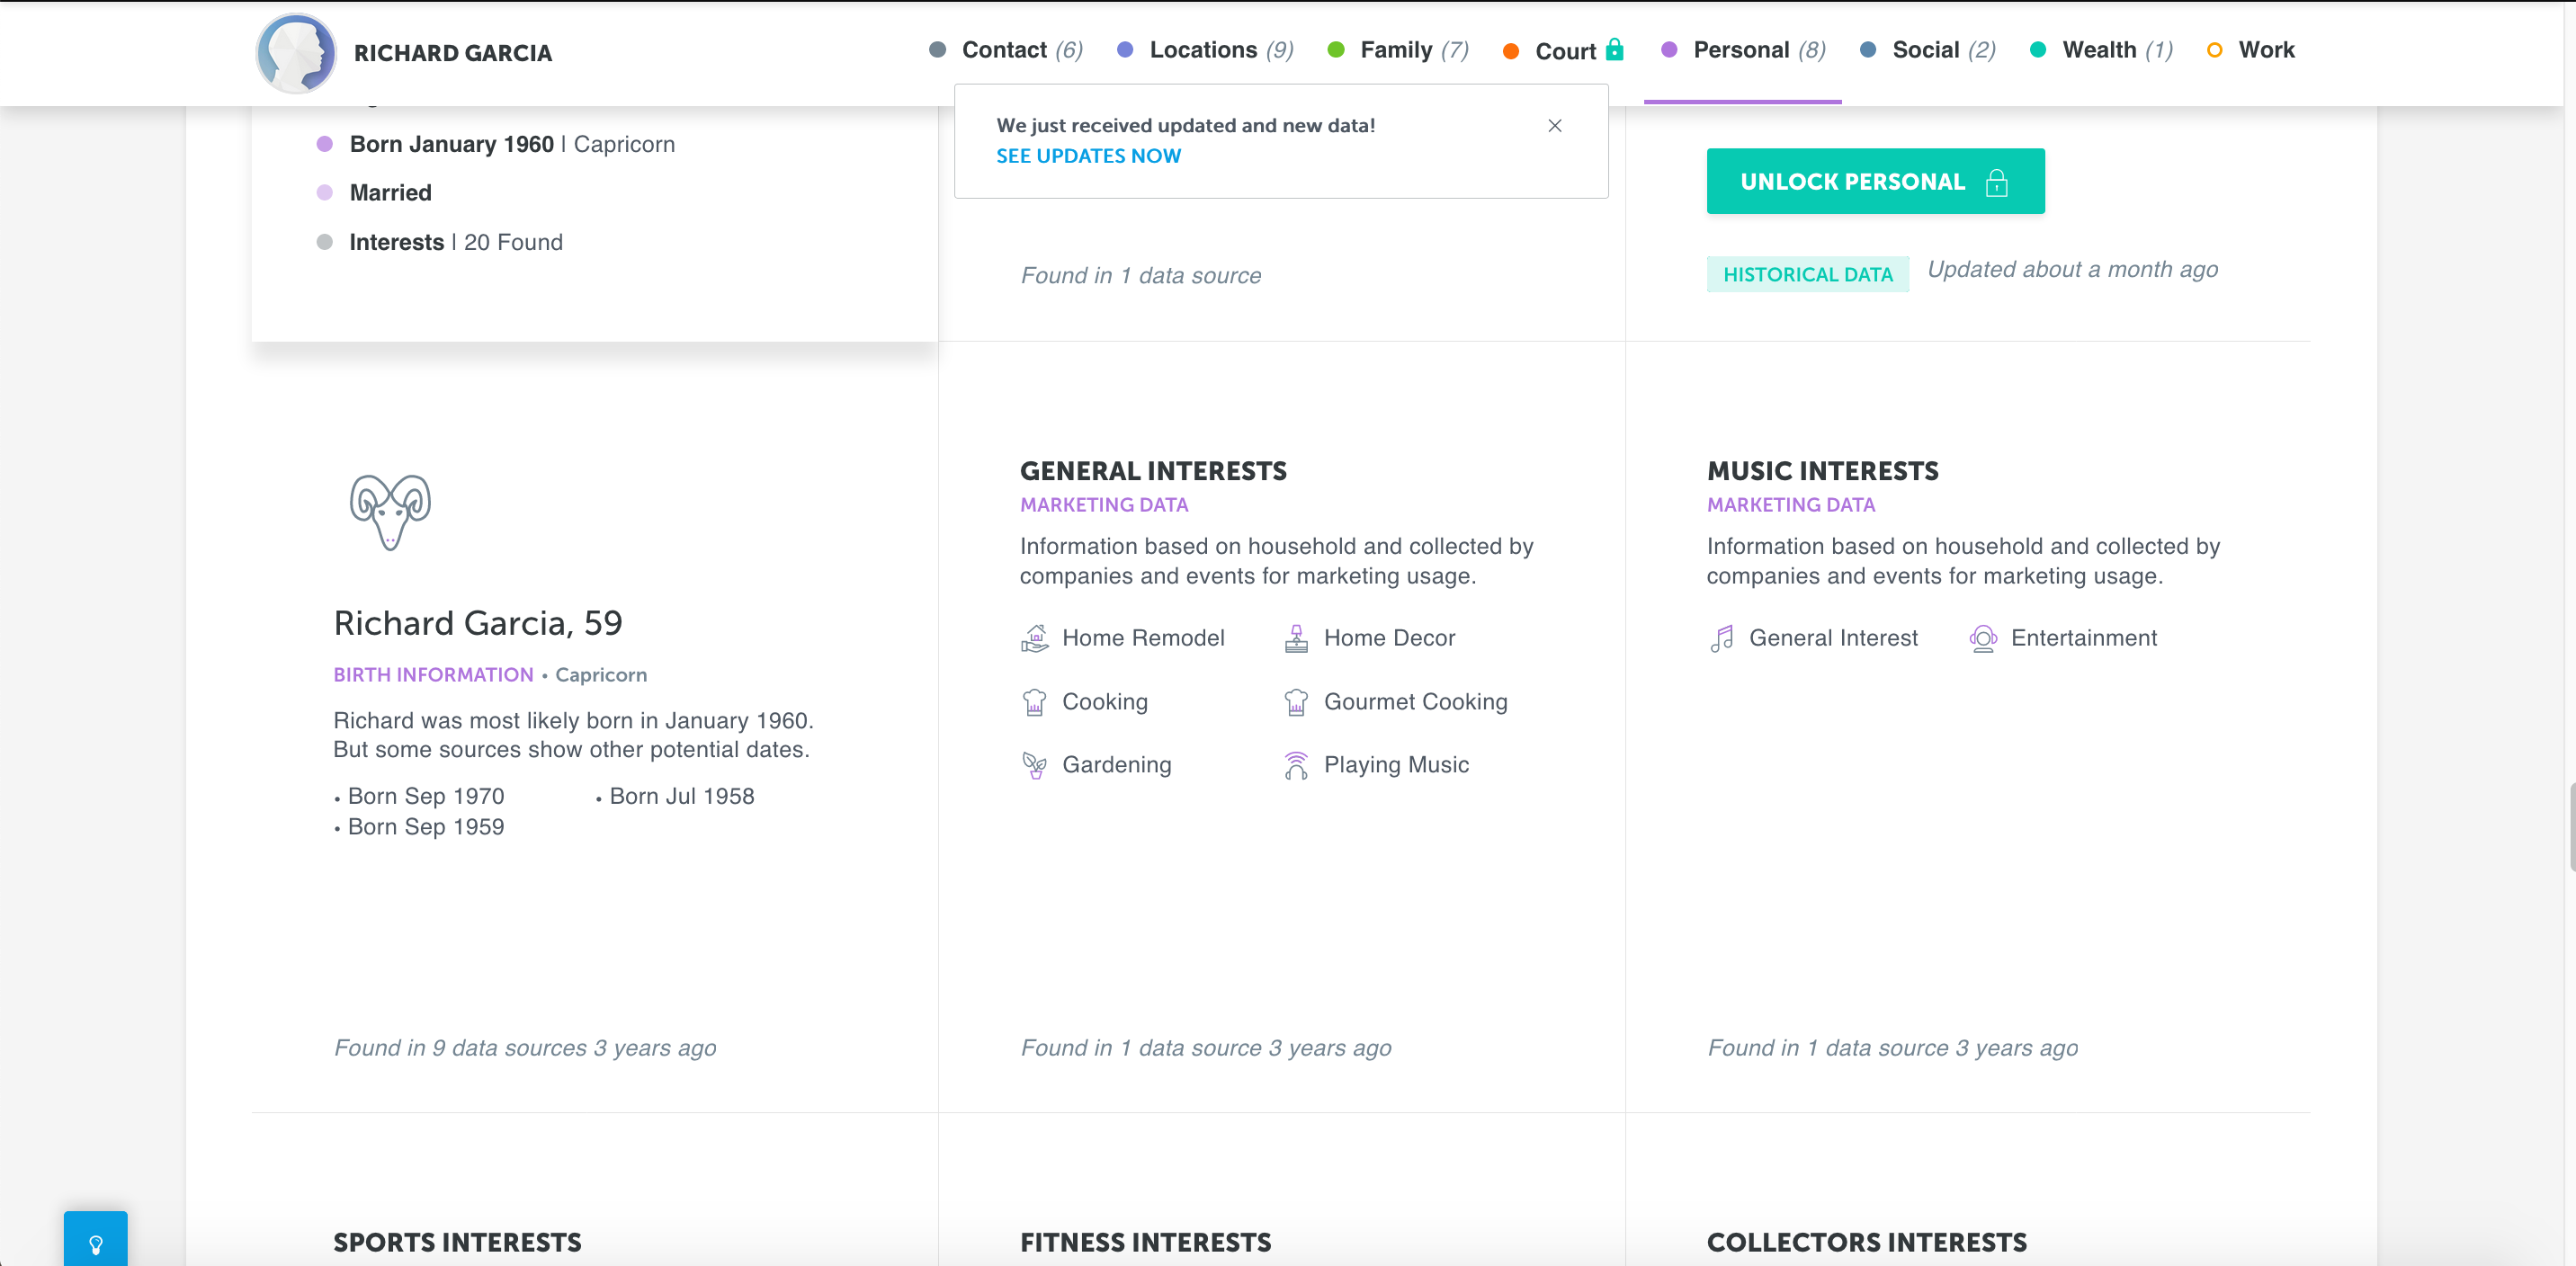 RICHARD GARCIA
Contact (6)
Locations (9)
Family (7)
Court
Personal (8)
Social (2)
Wealth (1)
Work
Born January 1960 | Capricorn
Married
Interests | 20 Found
We just received updated and new data!
SEE UPDATES NOW
Found in 1 data source
UNLOCK PERSONAL
HISTORICAL DATA
Updated about a month ago
Richard Garcia, 59
BIRTH INFORMATION • Capricorn
Richard was most likely born in January 1960.
But some sources show other potential dates.
• Born Sep 1970
• Born Jul 1958
• Born Sep 1959
Found in 9 data sources 3 years ago
GENERAL INTERESTS
MARKETING DATA
Information based on household and collected by
companies and events for marketing usage.
Home Remodel
Home Decor
Cooking
Gourmet Cooking
Gardening
Playing Music
Found in 1 data source 3 years ago
MUSIC INTERESTS
MARKETING DATA
Information based on household and collected by
companies and events for marketing usage.
General Interest
Entertainment
Found in 1 data source 3 years ago
SPORTS INTERESTS
FITNESS INTERESTS
COLLECTORS INTERESTS